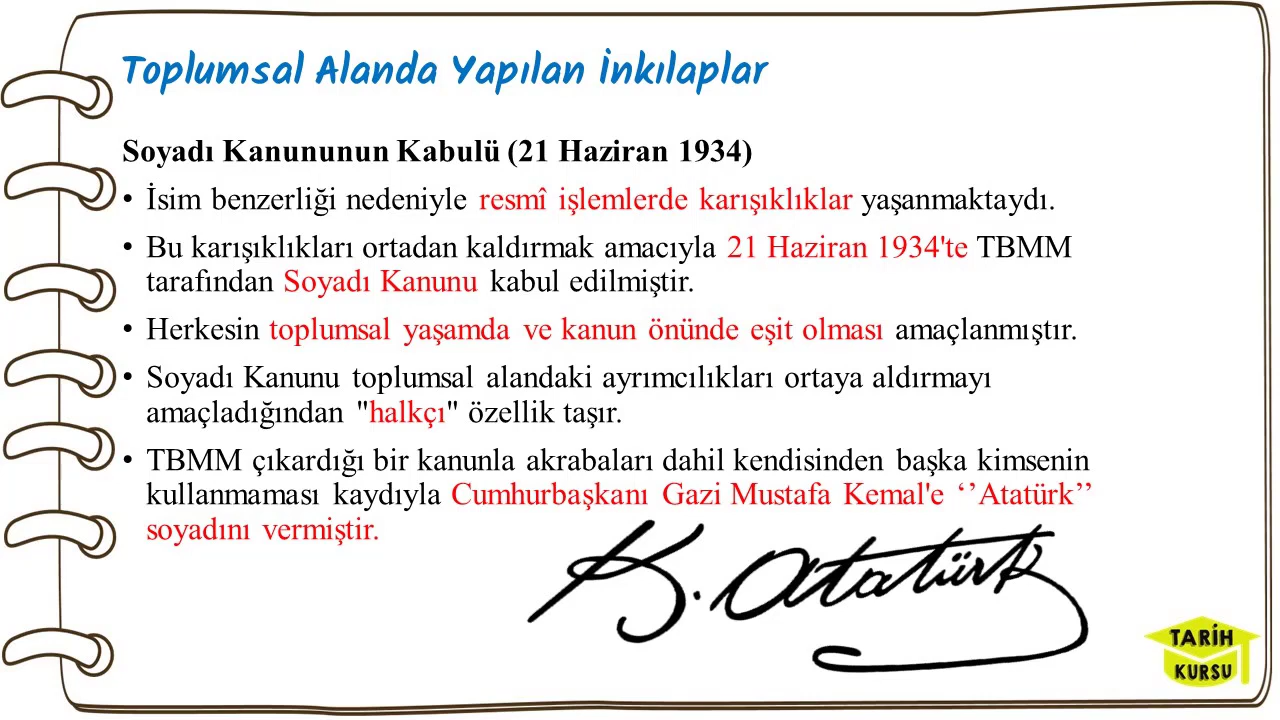 Toplumsal Alanda Yapılan İnkılaplar
Soyadı Kanununun Kabulü (21 Haziran 1934)
• İsim benzerliği nedeniyle resmî işlemlerde karışıklıklar yaşanmaktaydı.
• Bu karışıklıkları ortadan kaldırmak amacıyla 21 Haziran 1934'te TBMM
tarafından Soyadı Kanunu kabul edilmiştir.
• Herkesin toplumsal yaşamda ve kanun önünde eşit olması amaçlanmıştır.
• Soyadı Kanunu toplumsal alandaki ayrımcılıkları ortaya aldırmayı
amaçladığından "halkçı" özellik taşır.
• TBMM çıkardığı bir kanunla akrabaları dahil kendisinden başka kimsenin
kullanmaması kaydıyla Cumhurbaşkanı Gazi Mustafa Kemal'e ‘’Atatürk’’
soyadını vermiştir.
K. Atatürk
TARİH
KURSU